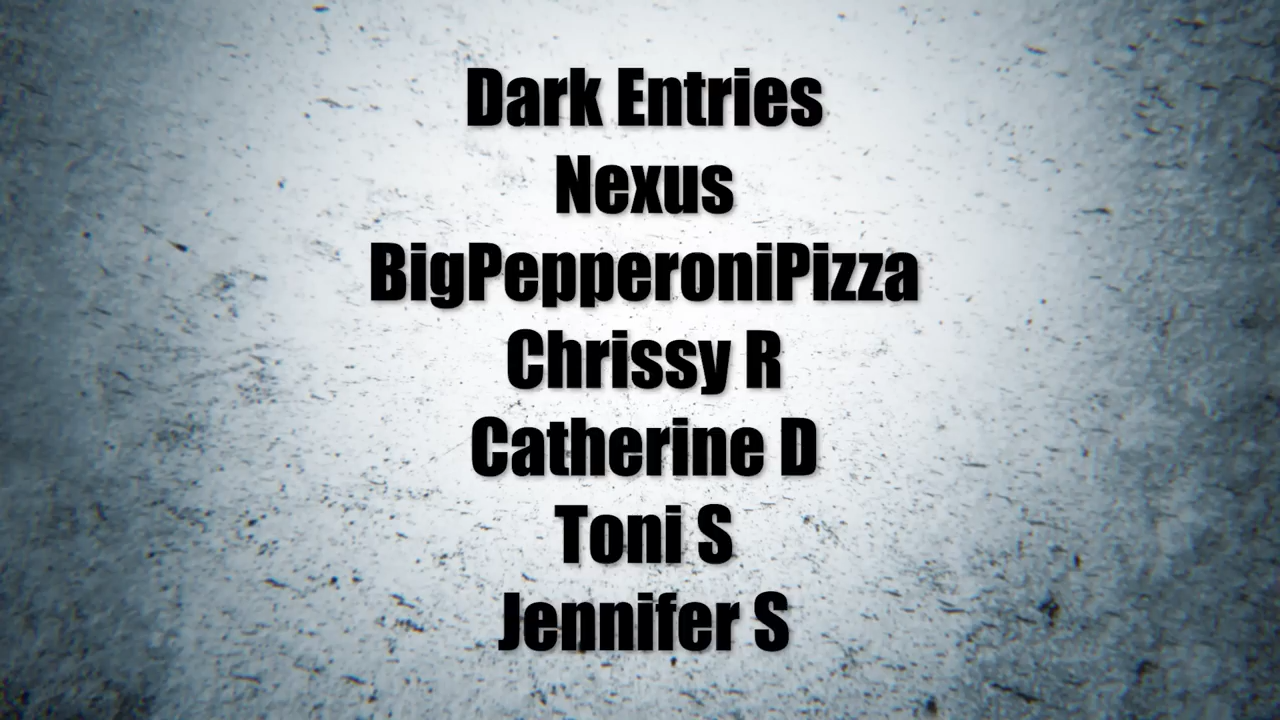 Dark Entries
Nexus
BigPepperoniPizza
Chrissy R
Catherine D
Toni S
Jennifer S